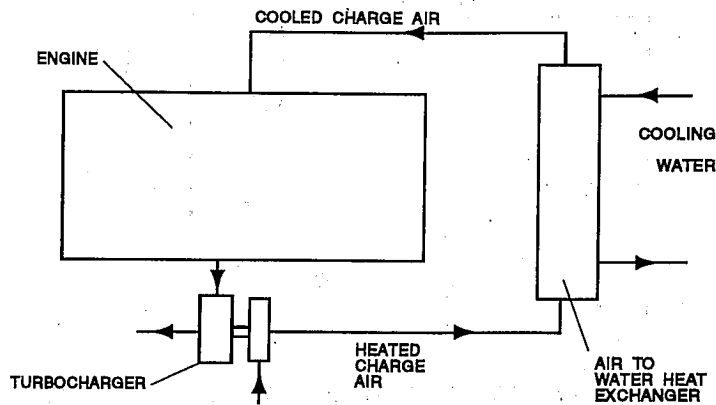 COOLED CHARGE AIR
ENGINE
COOLING
WATER
HEATED
CHARGE
AIR
TURBOCHARGER
AIR TO
WATER HEAT
EXCHANGER